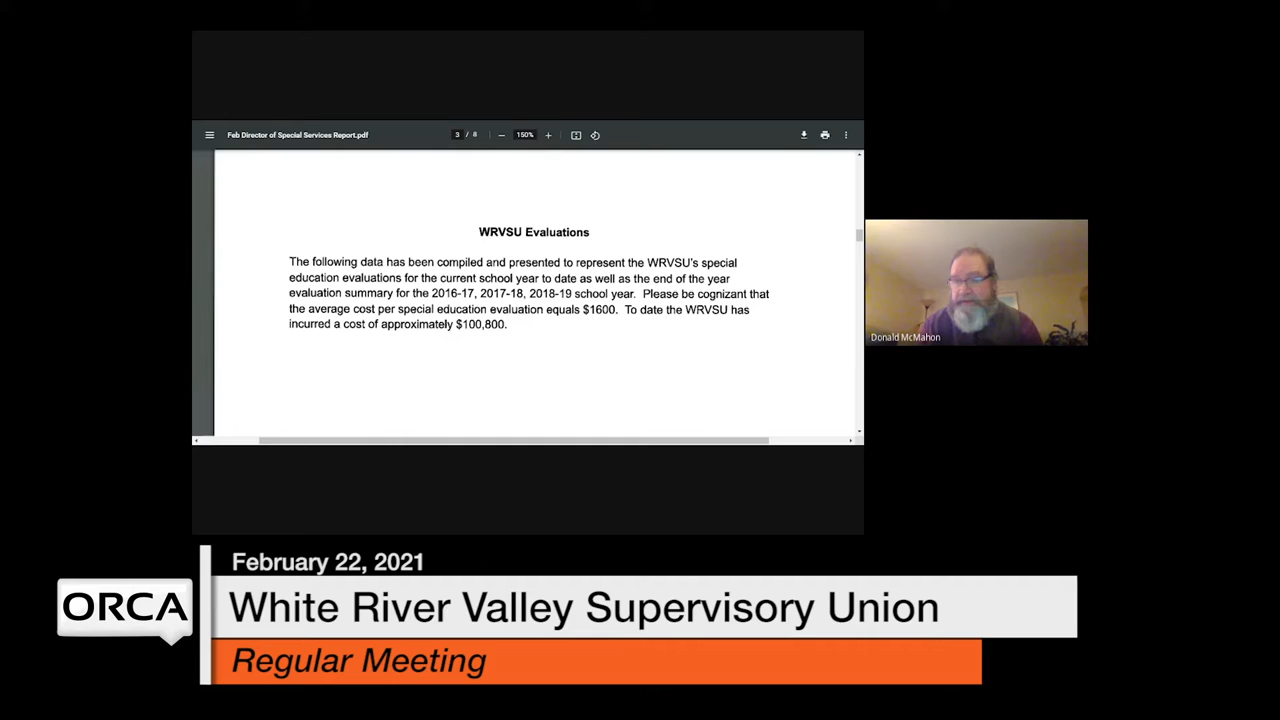 Feb Director of Special Services Report.pdf
3 / 8
150%
WRVSU Evaluations
The following data has been compiled and presented to represent the WRVSU's special
education evaluations for the current school year to date as well as the end of the year
evaluation summary for the 2016-17, 2017-18, 2018-19 school year. Please be cognizant that
the average cost per special education evaluation equals $1600. To date the WRVSU has
incurred a cost of approximately $100,800.
Donald McMahon
February 22, 2021
ORCA
White River Valley Supervisory Union
Regular Meeting